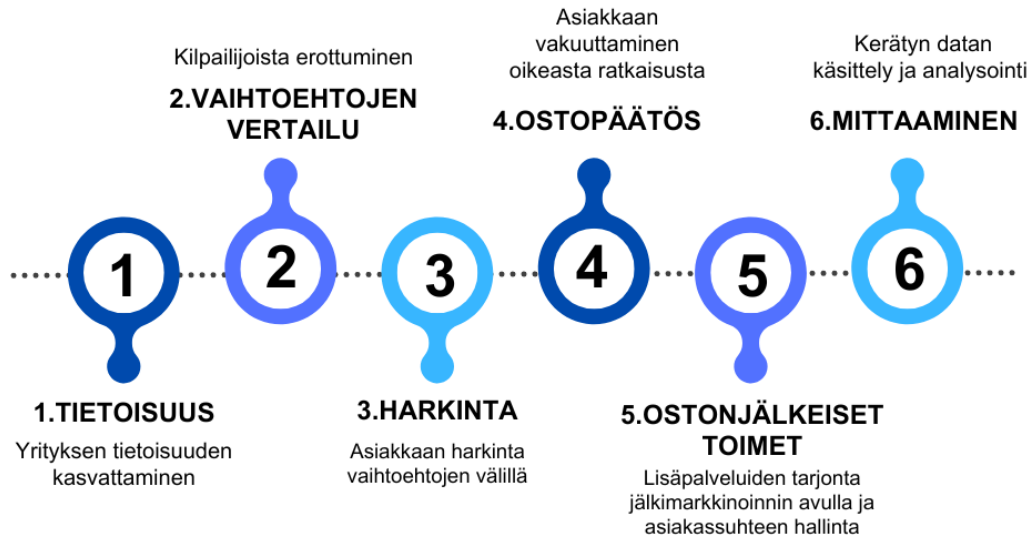 Kilpailijoista erottuminen
2.VAIHTOEHTOJEN
VERTAILU
Asiakkaan
vakuuttaminen
oikeasta ratkaisusta
4.OSTOPÄÄTÖS
Kerätyn datan
käsittely ja analysointi
6.MITTAAMINEN
1
2
3
4
5
6
1.TIETOISUUS
Yrityksen tietoisuuden
kasvattaminen
3.HARKINTA
Asiakkaan harkinta
vaihtoehtojen välillä
5.OSTONJÄLKEISET
TOIMET
Lisäpalveluiden tarjonta
jälkimarkkinoinnin avulla ja
asiakassuhteen hallinta